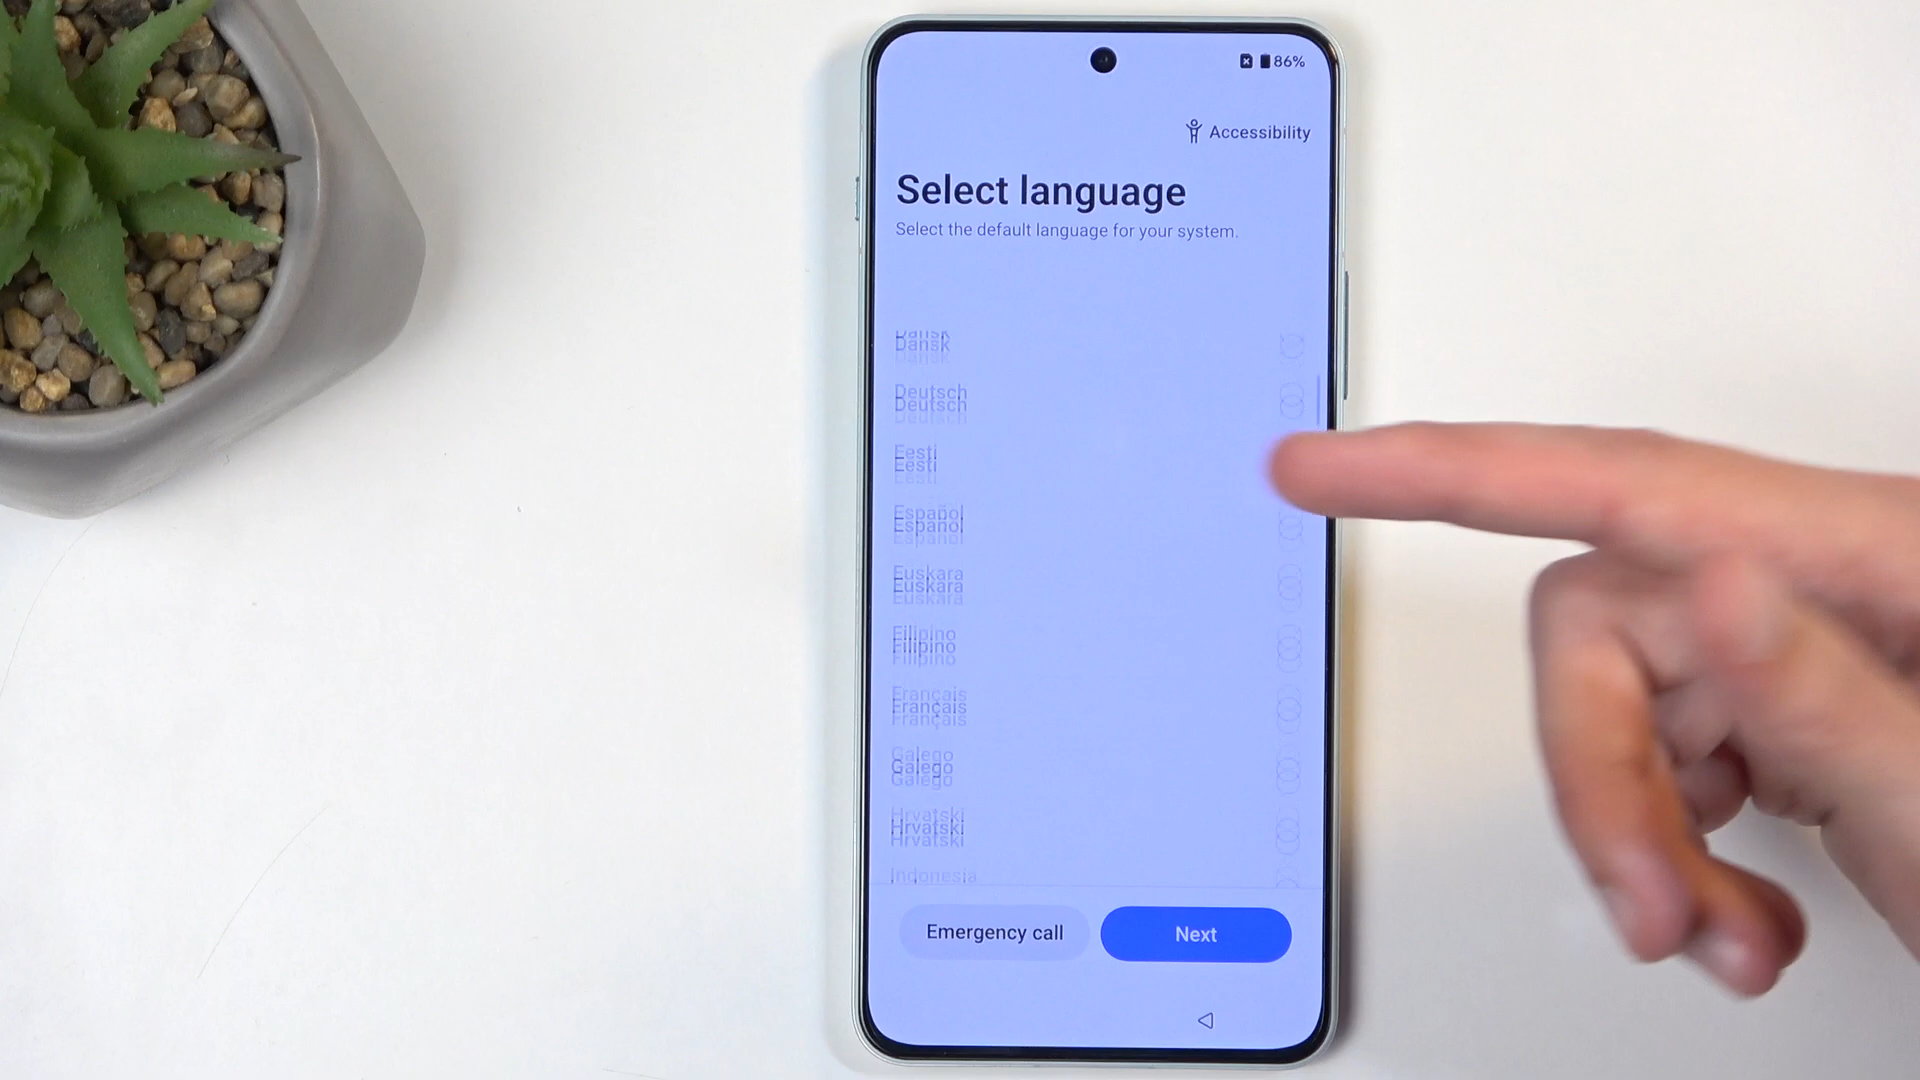 86%
Accessibility
Select language
Select the default language for your system.
Dansk
Deutsch
Eesti
Español
Euskara
Filipino
Français
Galego
Hrvatski
Indonesia
Emergency call
Next